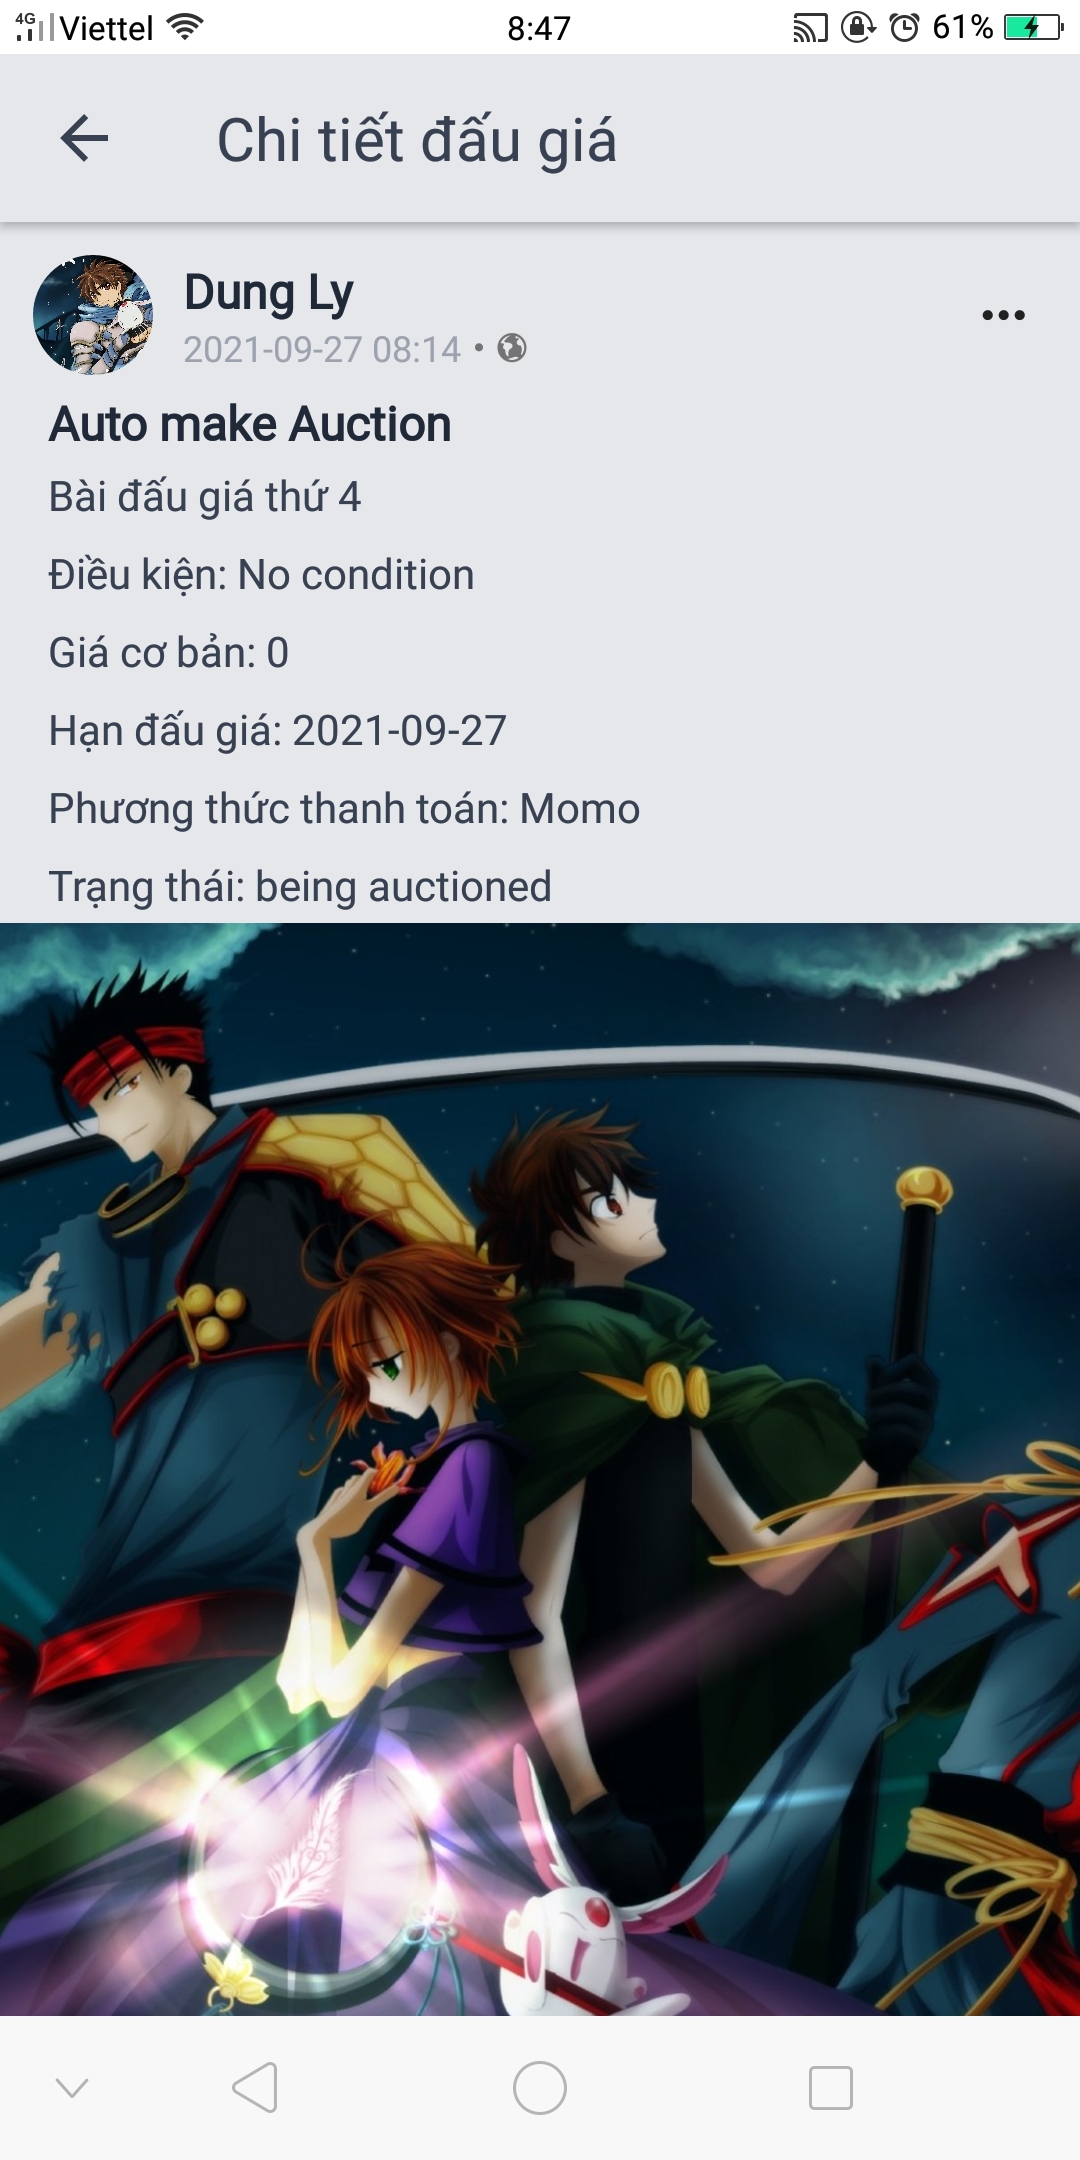 4G Viettel 8:47 61%
Chi tiết đấu giá
Dung Ly
2021-09-27 08:14 •
Auto make Auction
Bài đấu giá thứ 4
Điều kiện: No condition
Giá cơ bản: 0
Hạn đấu giá: 2021-09-27
Phương thức thanh toán: Momo
Trạng thái: being auctioned